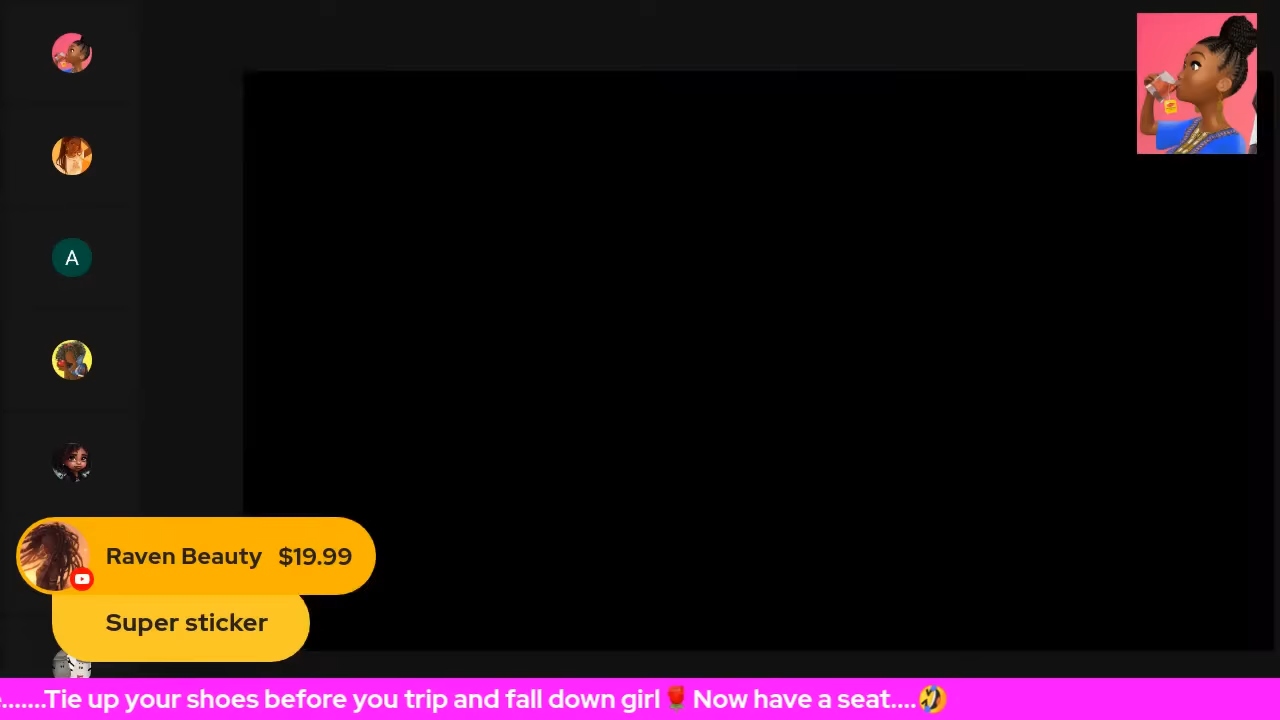 A
Raven Beauty $19.99
Super sticker
.......Tie up your shoes before you trip and fall down girl🌹Now have a seat....🤣